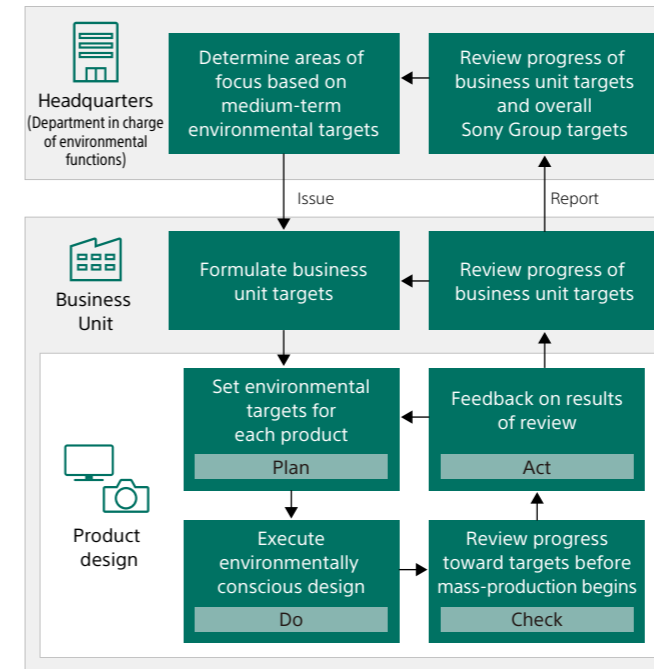 Headquarters
(Department in charge
of environmental
functions)
Determine areas of
focus based on
medium-term
environmental targets
Review progress of
business unit targets
and overall
Sony Group targets
Issue
Report
Business
Unit
Formulate business
unit targets
Review progress of
business unit targets
Product
design
Set environmental
targets for
each product
Plan
Feedback on results
of review
Act
Execute
environmentally
conscious design
Do
Review progress
toward targets before
mass-production begins
Check